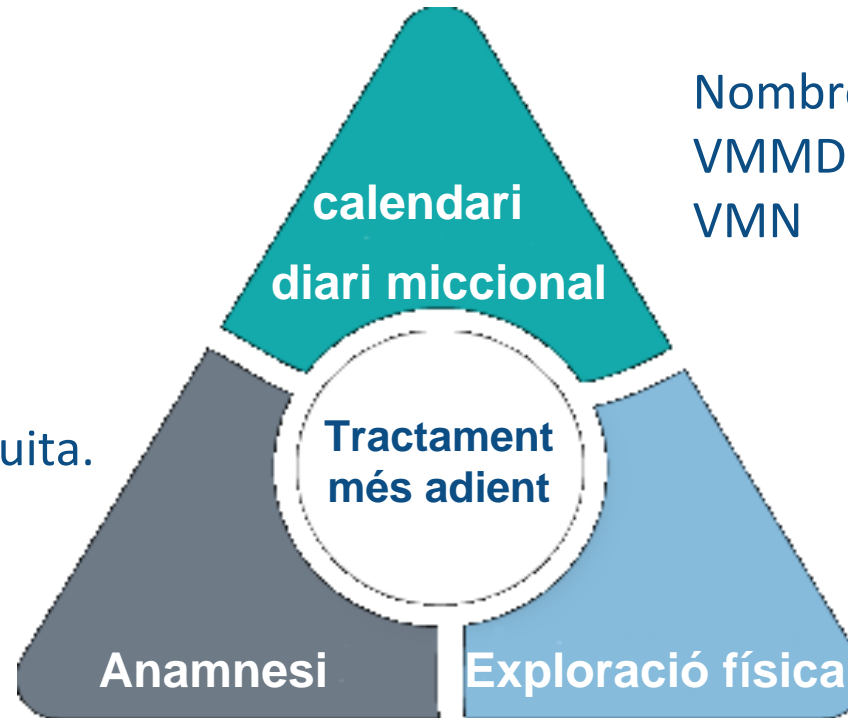 Nombre
VMMD
VMN
calendari
diari miccional
uita.
Tractament
més adient
Anamnesi
Exploració física